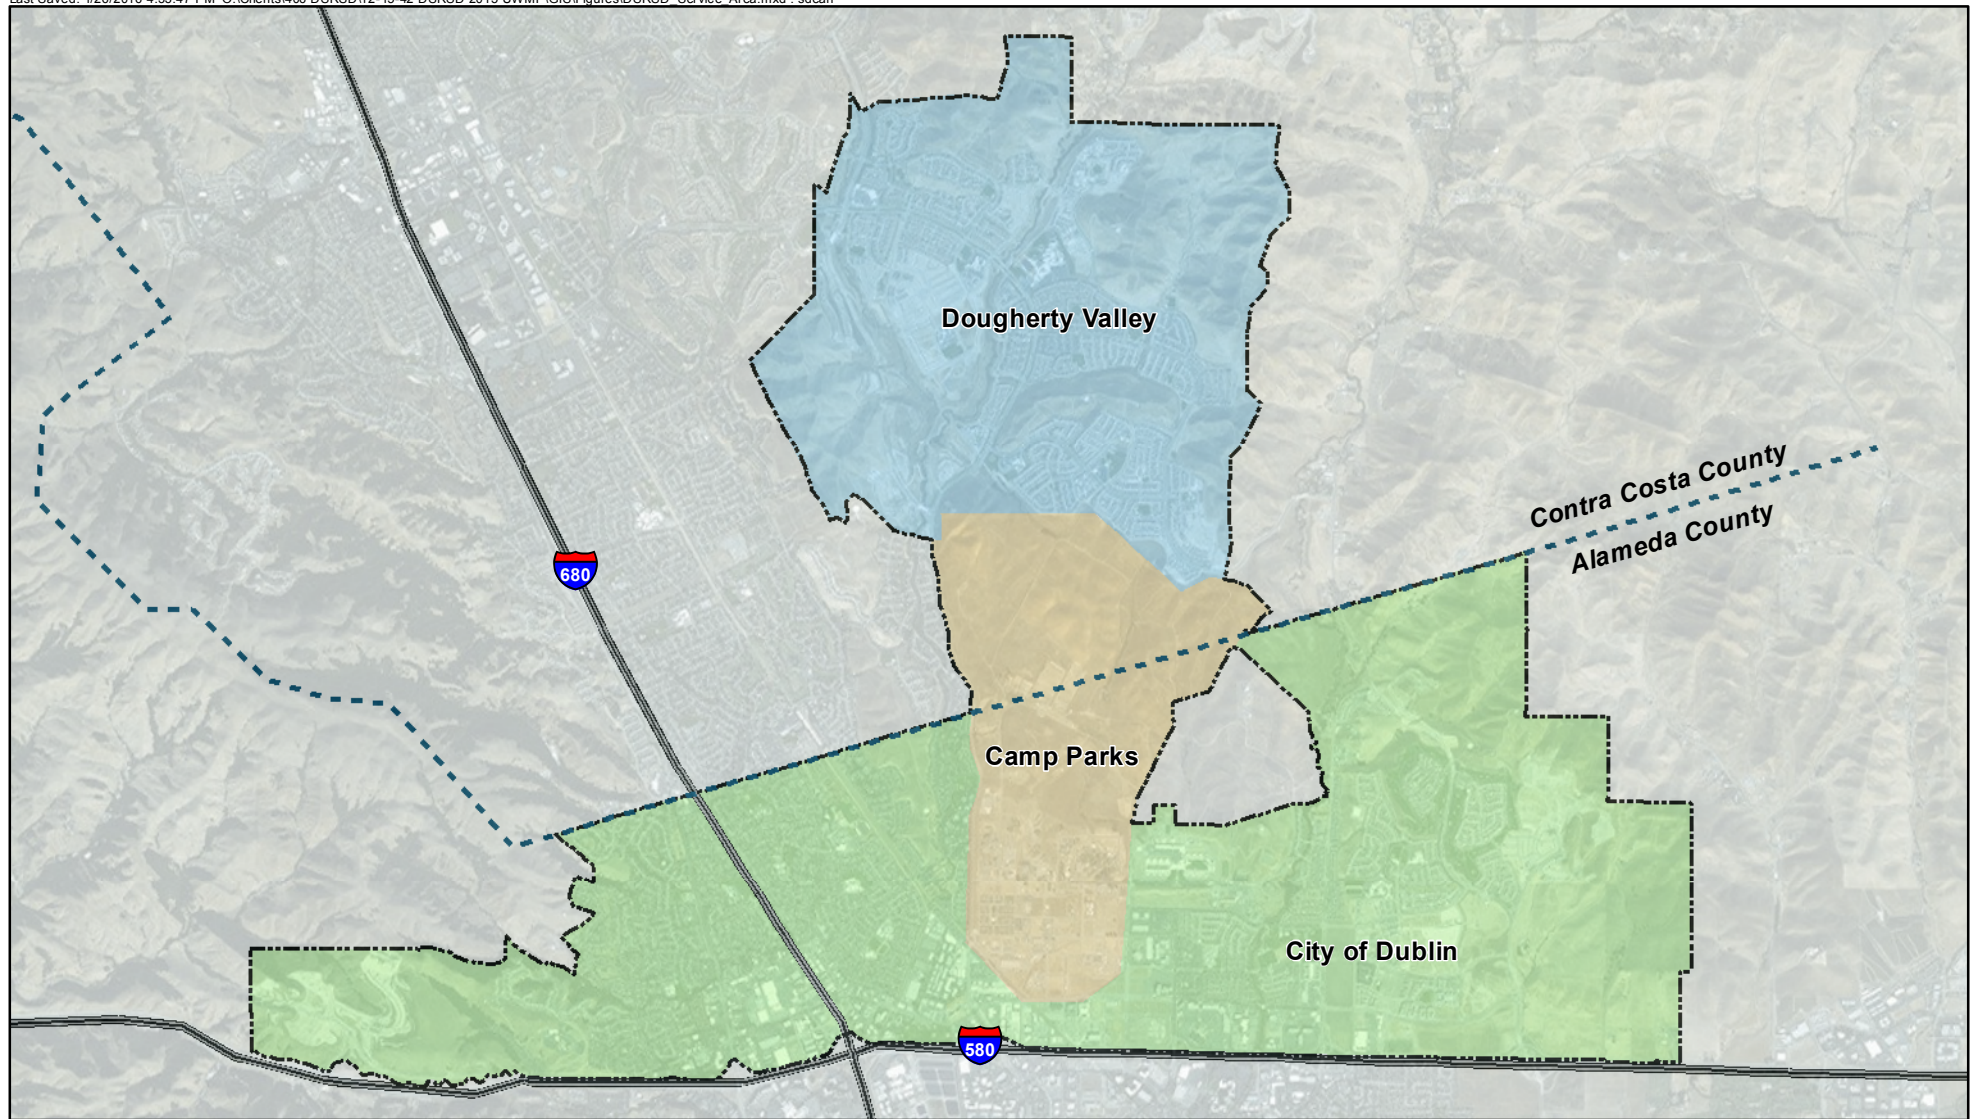 Dougherty Valley
Contra Costa County
Alameda County
680
Camp Parks
City of Dublin
580